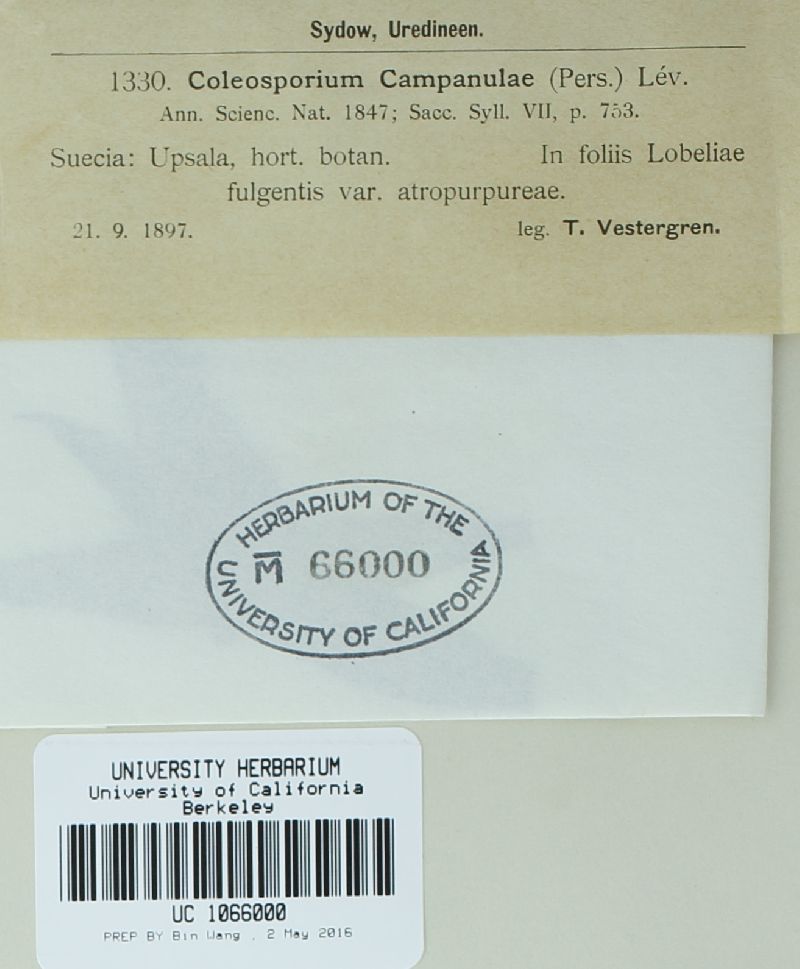 Sydow, Uredineen.
1330. Coleosporium Campanulae (Pers.) Lév.
Ann. Scienc. Nat. 1847; Sacc. Syll. VII, p. 753.
Suecia: Upsala, hort. botan. In foliis Lobeliae
fulgentis var. atropurpureae.
21. 9. 1897. leg. T. Vestergren.
HERBARIUM OF THE
M̅ 66000
UNIVERSITY OF CALIFORNIA
UNIVERSITY HERBARIUM
University of California
Berkeley
UC 1066000
PREP BY Bin Wang , 2 May 2016